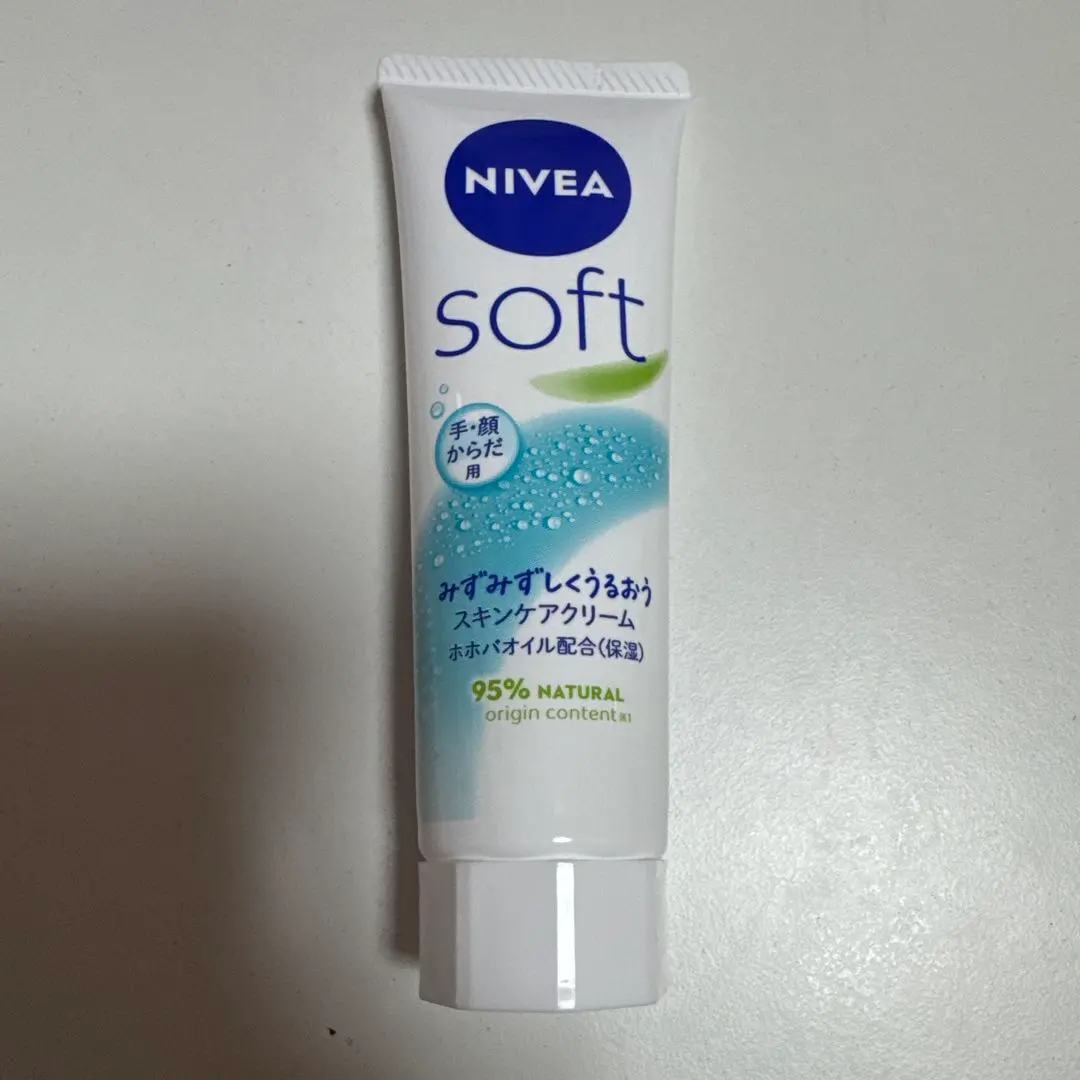 NIVEA
soft
手・顔
からだ
用
みずみずしくうるおう
スキンケアクリーム
ホホバオイル配合(保湿)
95% NATURAL
origin content※1